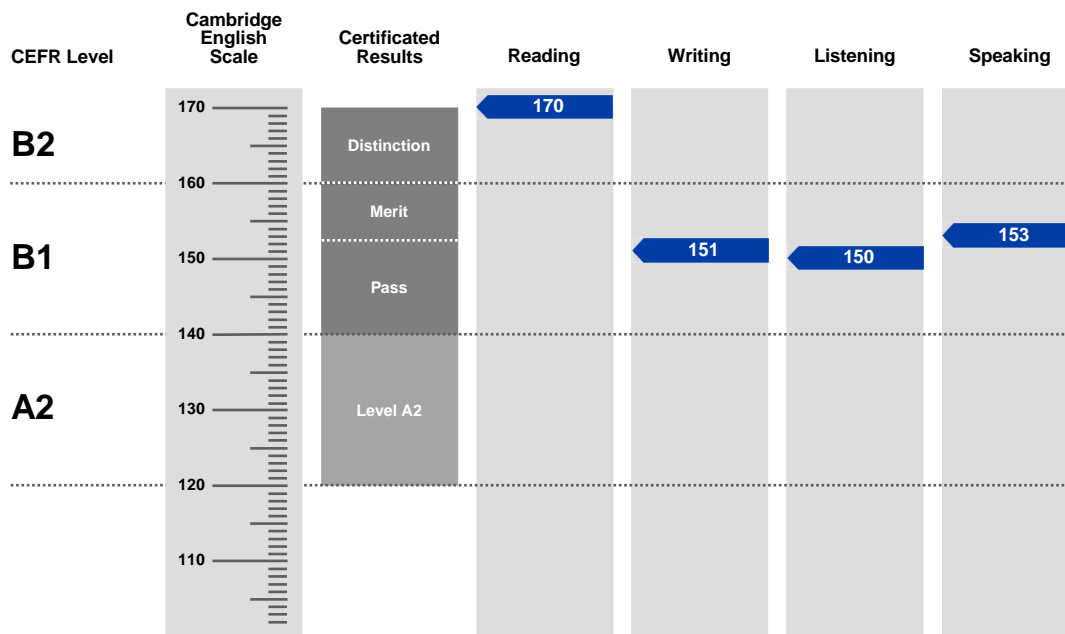 CEFR Level
Cambridge
English
Scale
Certificated
Results
Reading
Writing
Listening
Speaking
170
170
B2
Distinction
160
Merit
153
151
B1
150
150
Pass
140
A2
130
Level A2
120
110